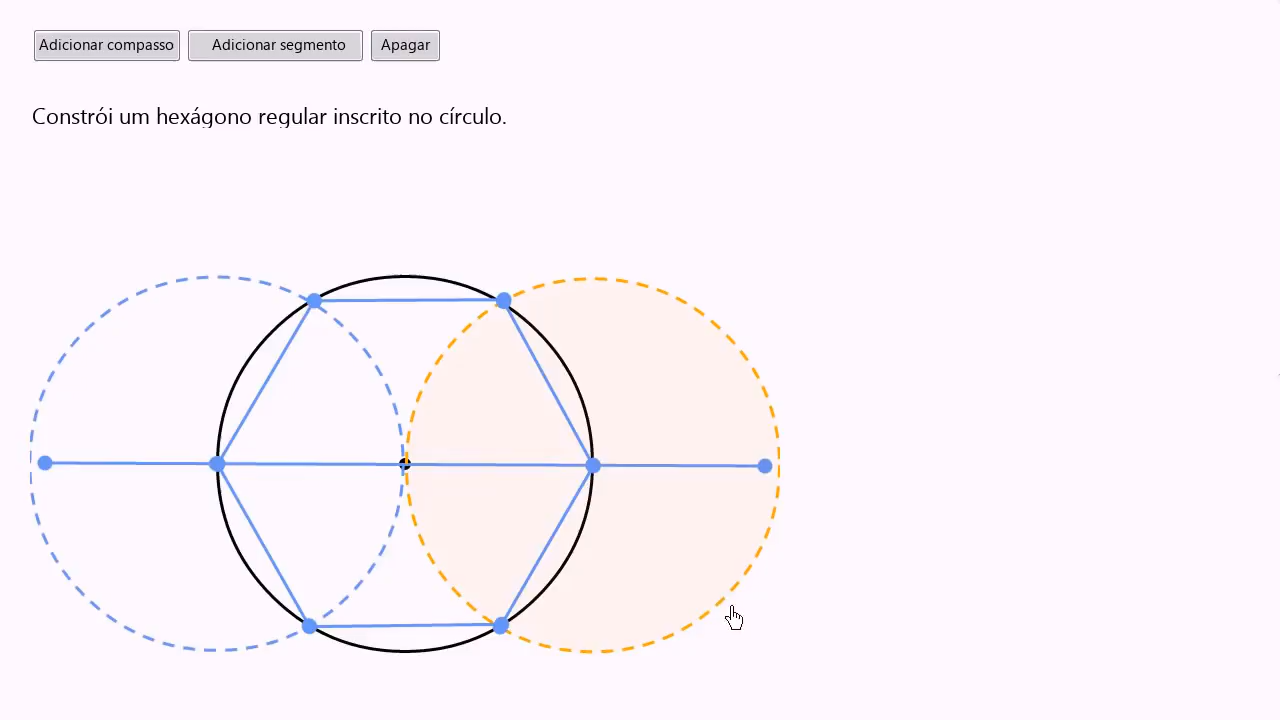 Adicionar compasso Adicionar segmento Apagar
Constrói um hexágono regular inscrito no círculo.